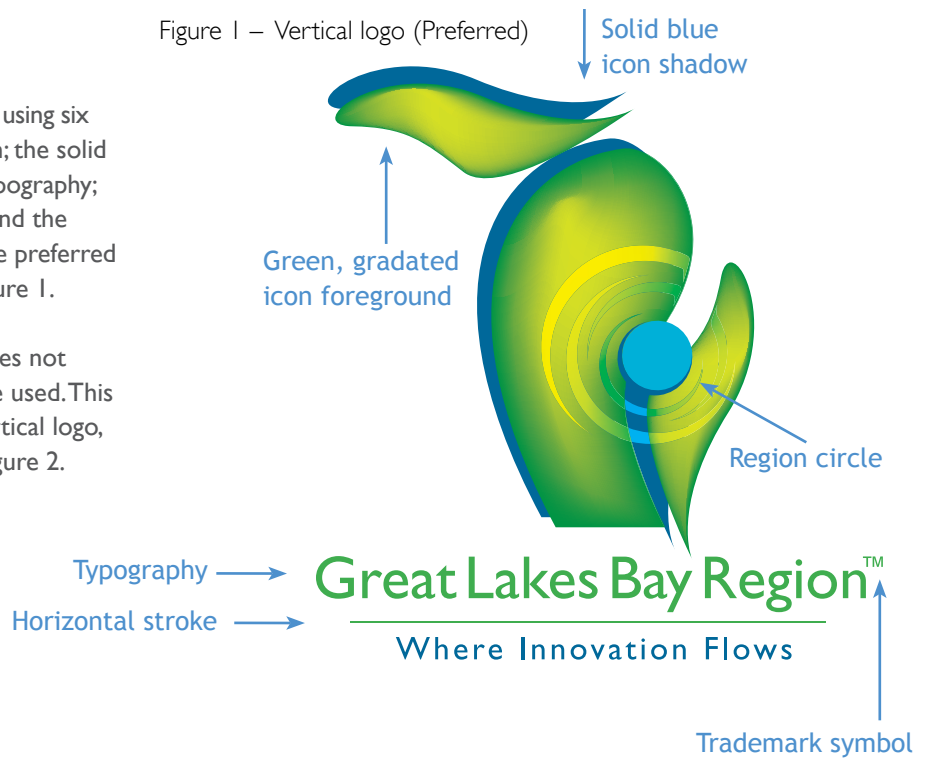 Figure 1 – Vertical logo (Preferred)
Solid blue
icon shadow
using six
; the solid
pography;
nd the
e preferred
ure 1.
es not
e used. This
tical logo,
gure 2.
Green, gradated
icon foreground
Region circle
Typography
Great Lakes Bay Region™
Horizontal stroke
Where Innovation Flows
Trademark symbol